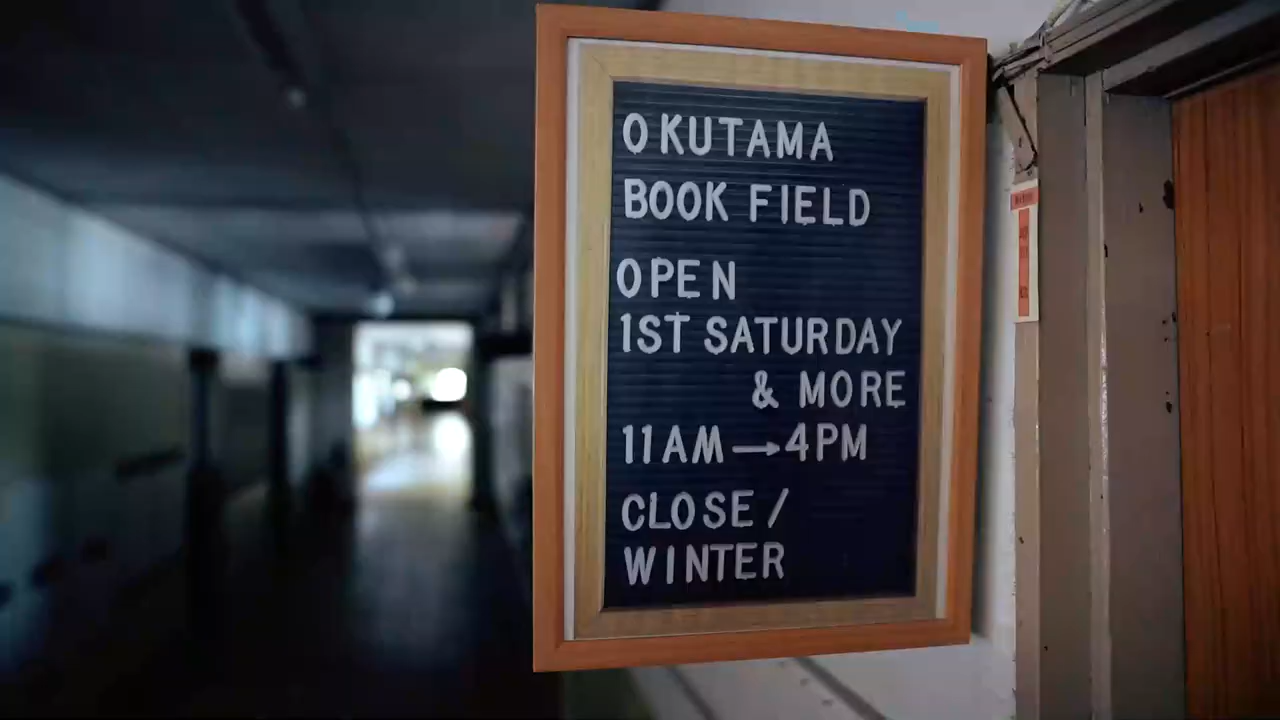 OKUTAMA
BOOK FIELD
OPEN
1ST SATURDAY
& MORE
11AM→4PM
CLOSE/
WINTER